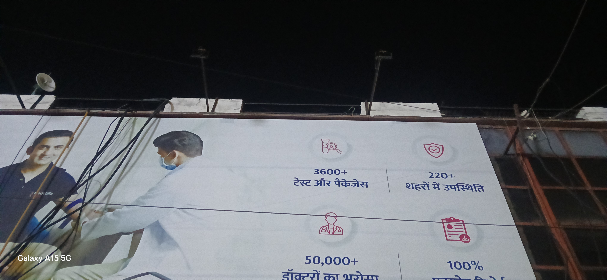 3600+
टेस्ट और पैकेजेस
220+
शहरों में उपस्थिति
50,000+
डॉक्टरों का भरोसा
100%
Galaxy A15 5G